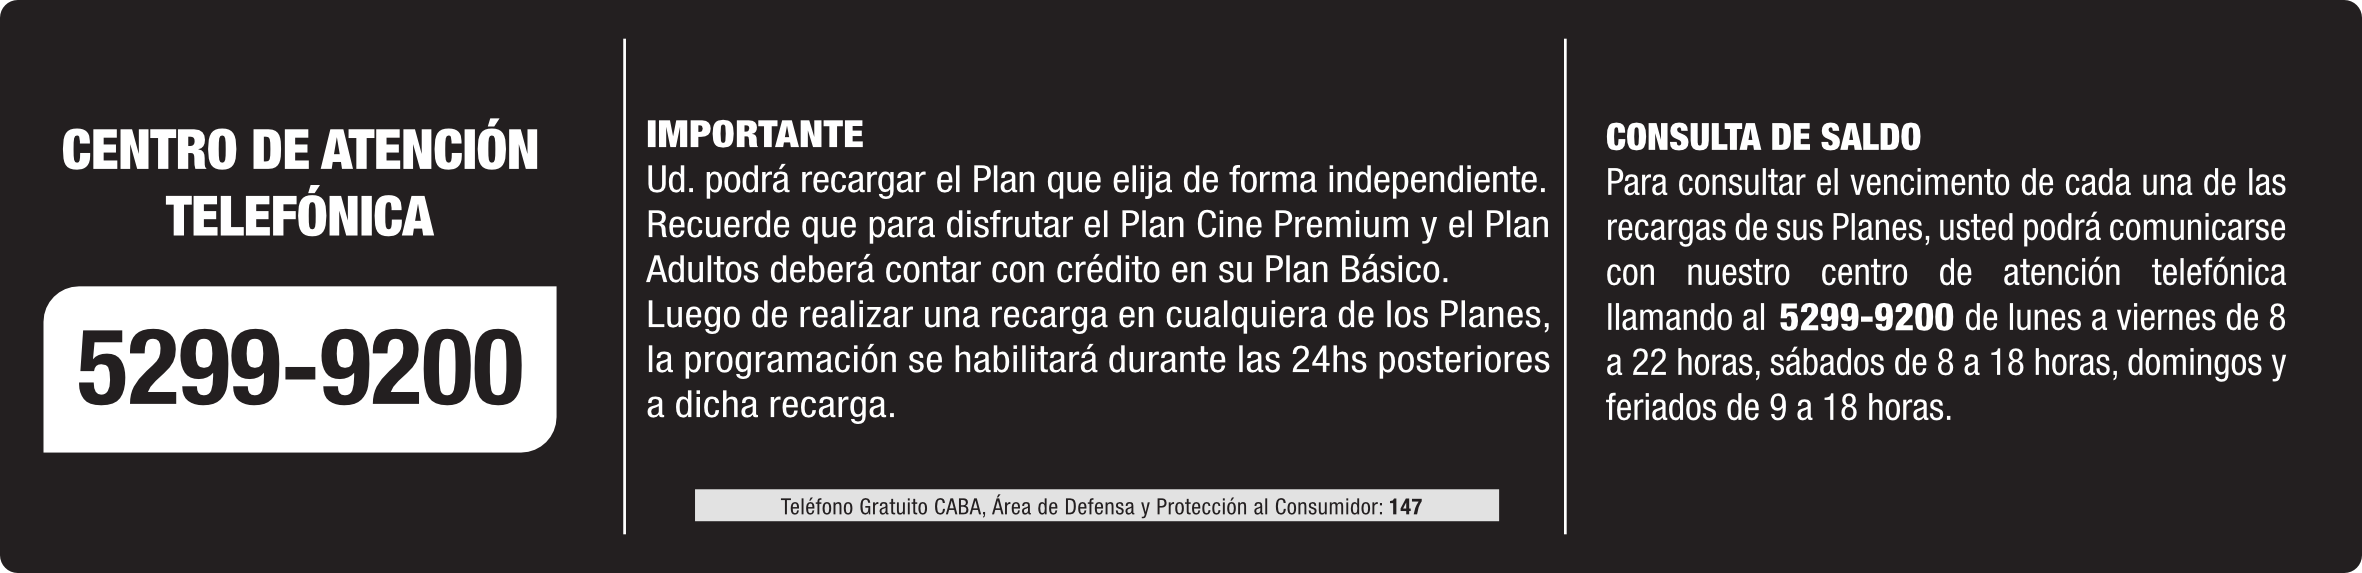 CENTRO DE ATENCIÓN
TELEFÓNICA
5299-9200
IMPORTANTE
Ud. podrá recargar el Plan que elija de forma independiente.
Recuerde que para disfrutar el Plan Cine Premium y el Plan
Adultos deberá contar con crédito en su Plan Básico.
Luego de realizar una recarga en cualquiera de los Planes,
la programación se habilitará durante las 24hs posteriores
a dicha recarga.
Teléfono Gratuito CABA, Área de Defensa y Protección al Consumidor: 147
CONSULTA DE SALDO
Para consultar el vencimento de cada una de las
recargas de sus Planes, usted podrá comunicarse
con nuestro centro de atención telefónica
llamando al 5299-9200 de lunes a viernes de 8
a 22 horas, sábados de 8 a 18 horas, domingos y
feriados de 9 a 18 horas.